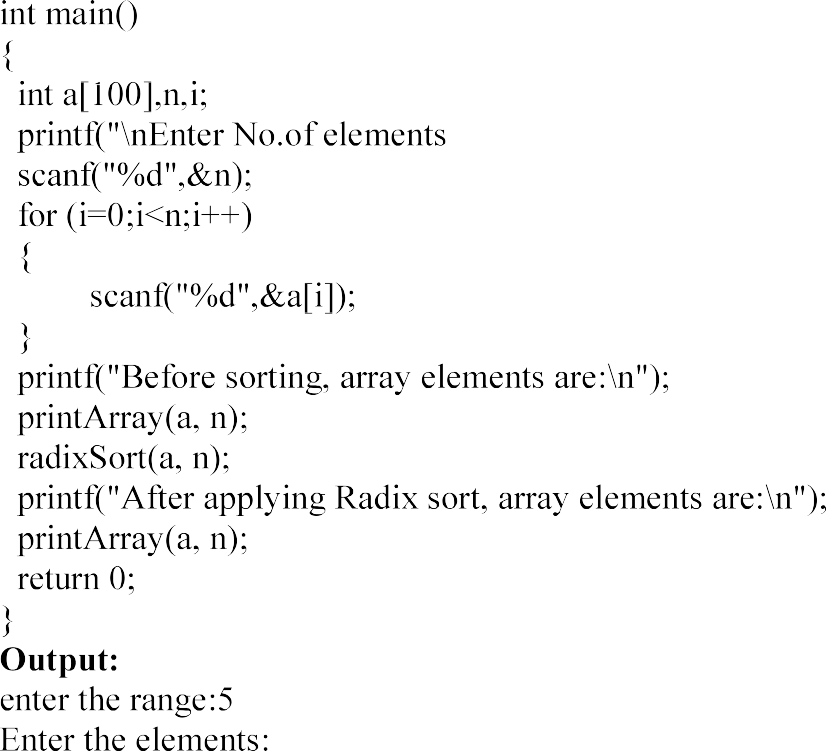 int main()
{
int a[100],n,i;
printf("\nEnter No.of elements
scanf("%d",&n);
for (i=0;i<n;i++)
{
scanf("%d",&a[i]);
}
printf("Before sorting, array elements are:\n");
printArray(a, n);
radixSort(a, n);
printf("After applying Radix sort, array elements are:\n");
printArray(a, n);
return 0;
}
Output:
enter the range:5
Enter the elements: